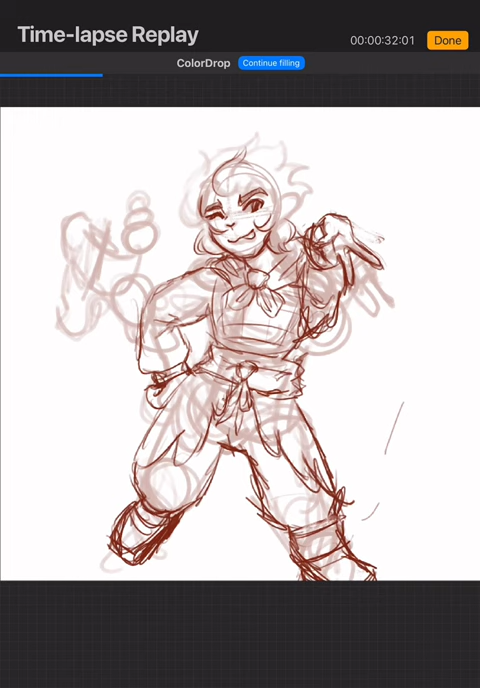 Time-lapse Replay
00:00:32:01
Done
ColorDrop
Continue filling